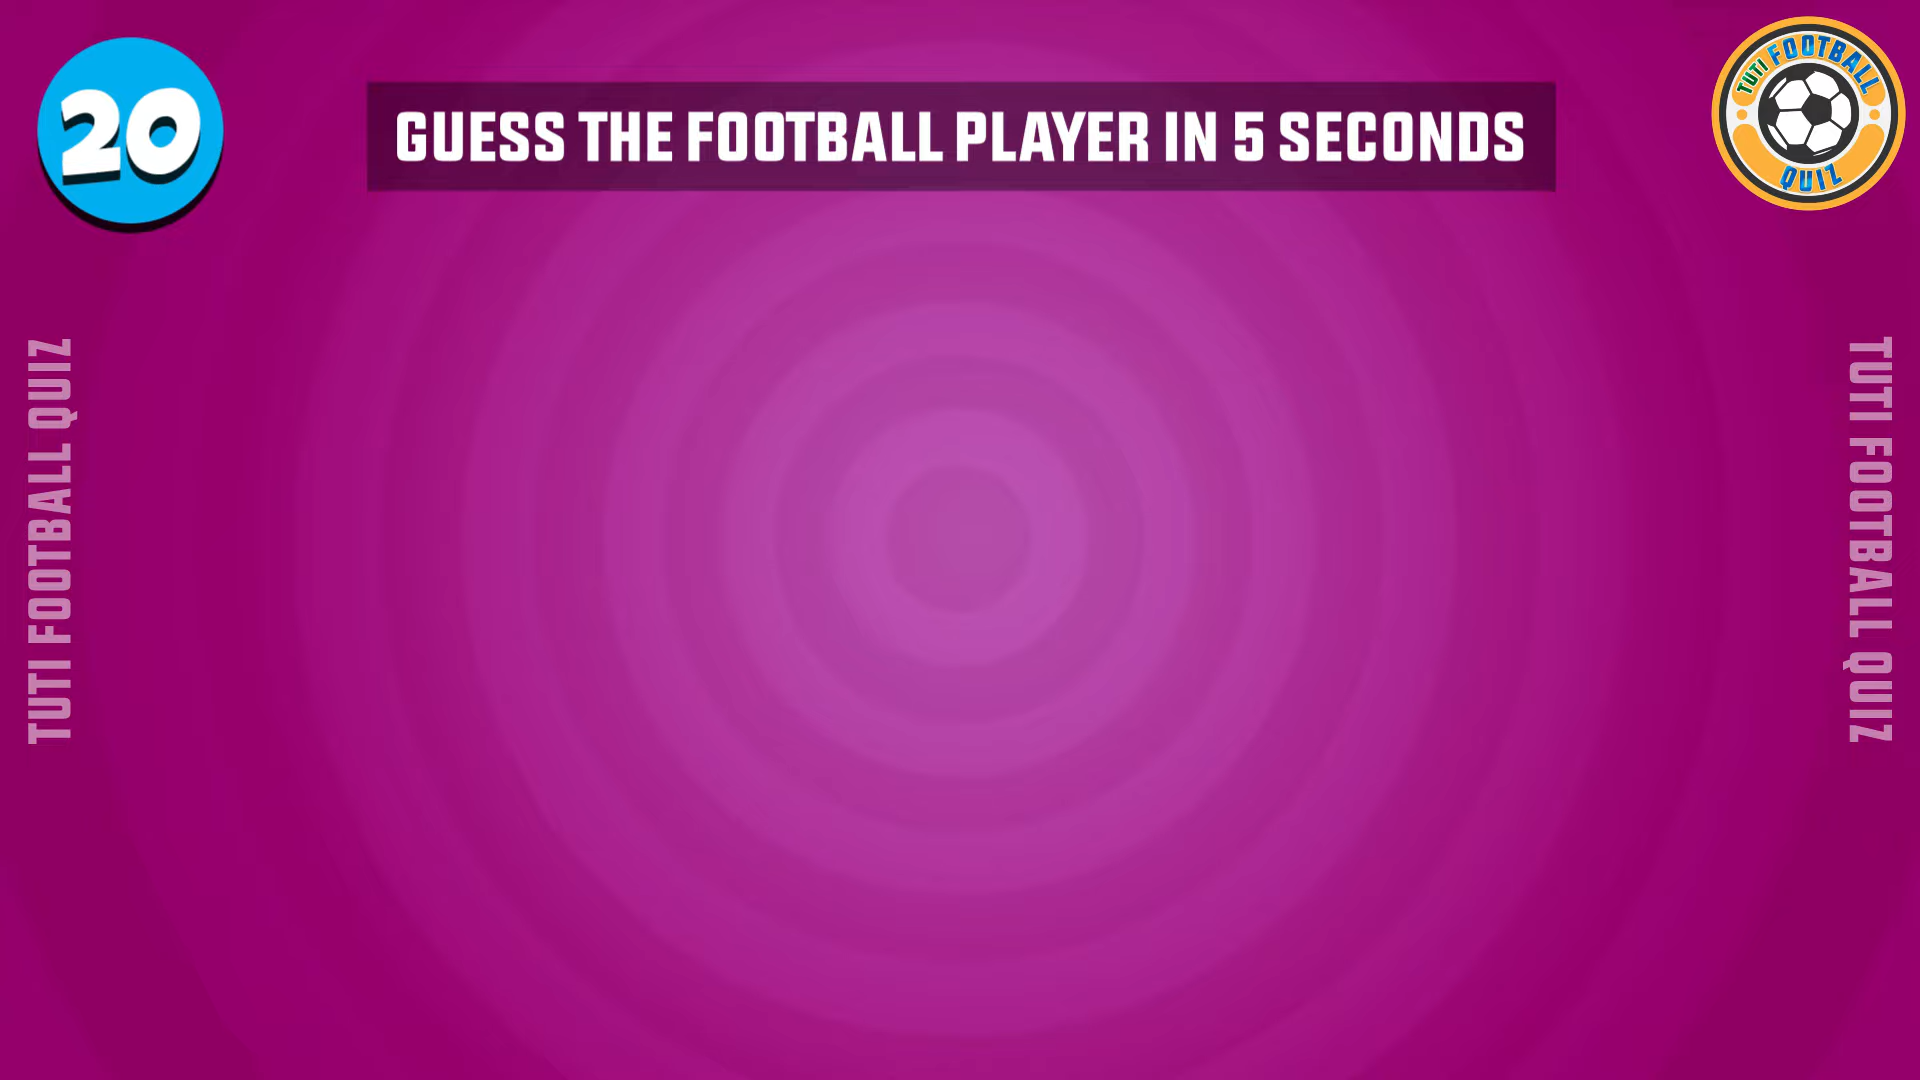 20
GUESS THE FOOTBALL PLAYER IN 5 SECONDS
TUTI FOOTBALL
QUIZ
TUTI FOOTBALL QUIZ
TUTI FOOTBALL QUIZ